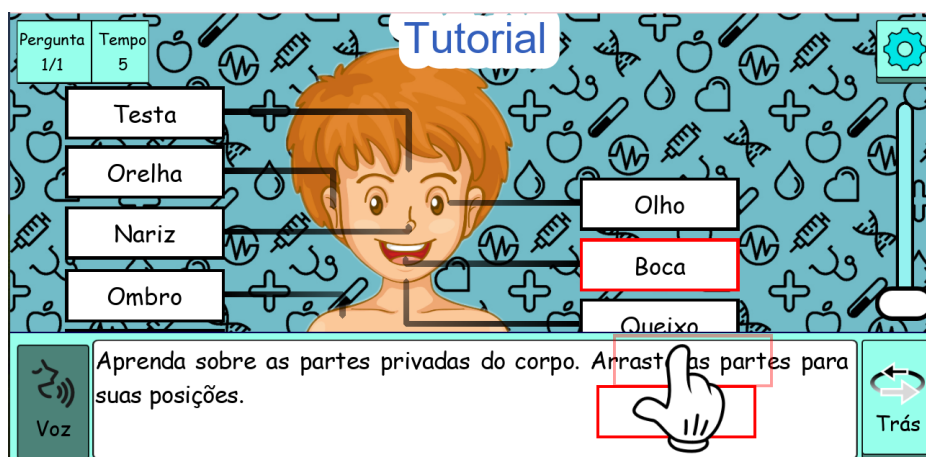 Tutorial
Pergunta
1/1
Tempo
5
Testa
Orelha
Nariz
Ombro
Olho
Boca
Queixo
Aprenda sobre as partes privadas do corpo. Arraste as partes para
suas posições.
Voz
Trás